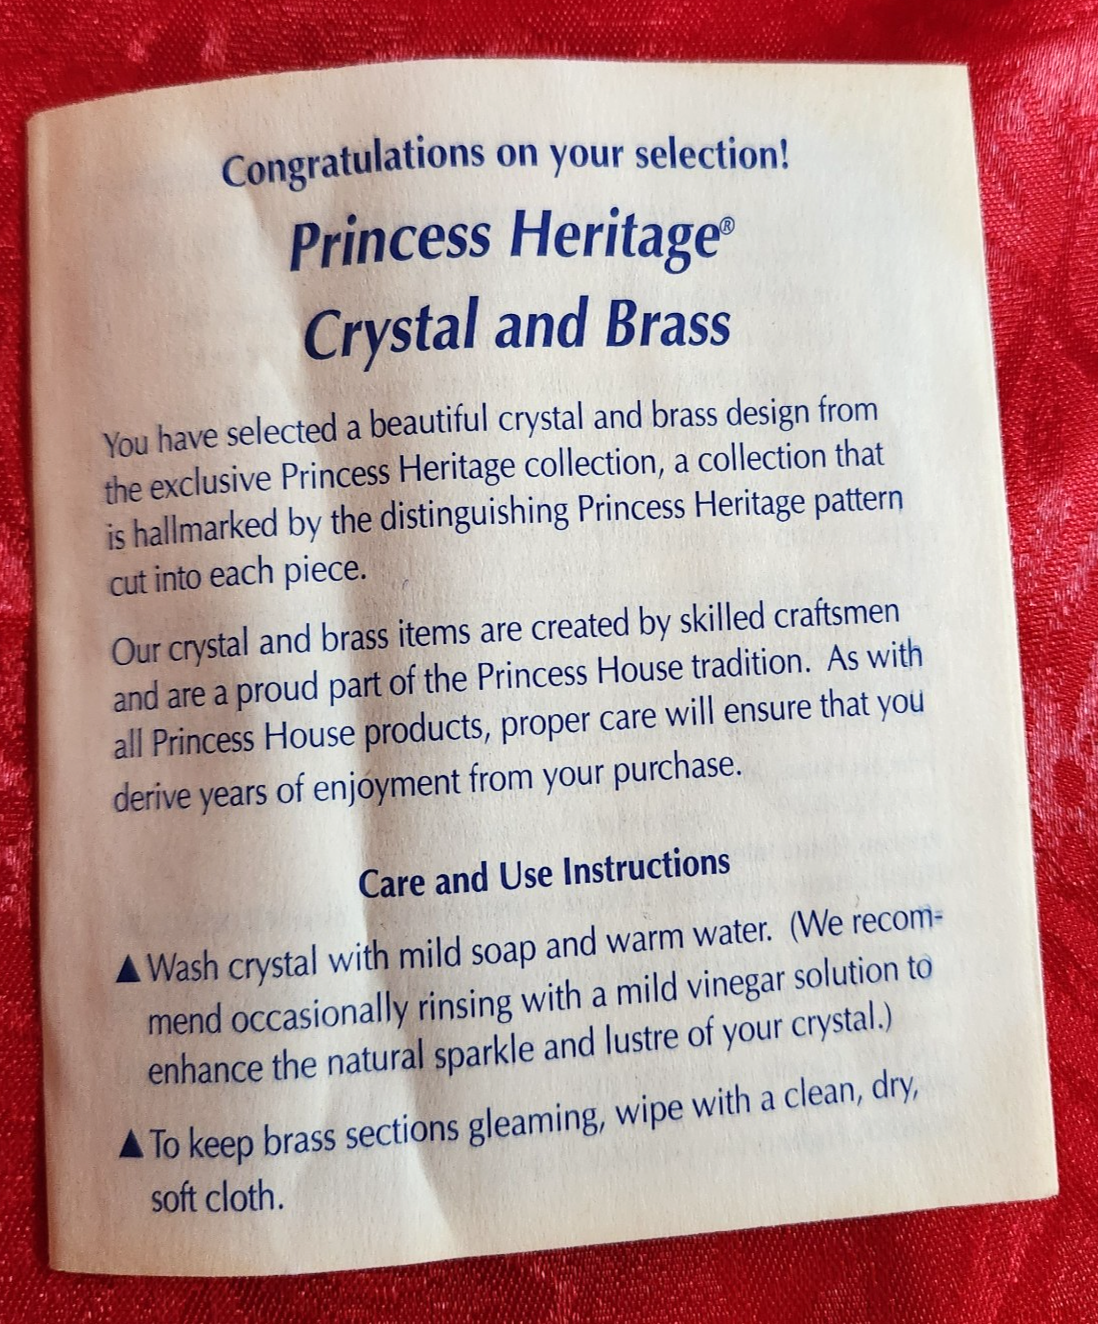 Congratulations on your selection!
Princess Heritage®
Crystal and Brass
You have selected a beautiful crystal and brass design from
the exclusive Princess Heritage collection, a collection that
is hallmarked by the distinguishing Princess Heritage pattern
cut into each piece.
Our crystal and brass items are created by skilled craftsmen
and are a proud part of the Princess House tradition. As with
all Princess House products, proper care will ensure that you
derive years of enjoyment from your purchase.
Care and Use Instructions
▲ Wash crystal with mild soap and warm water. (We recom-
mend occasionally rinsing with a mild vinegar solution to
enhance the natural sparkle and lustre of your crystal.)
▲ To keep brass sections gleaming, wipe with a clean, dry,
soft cloth.